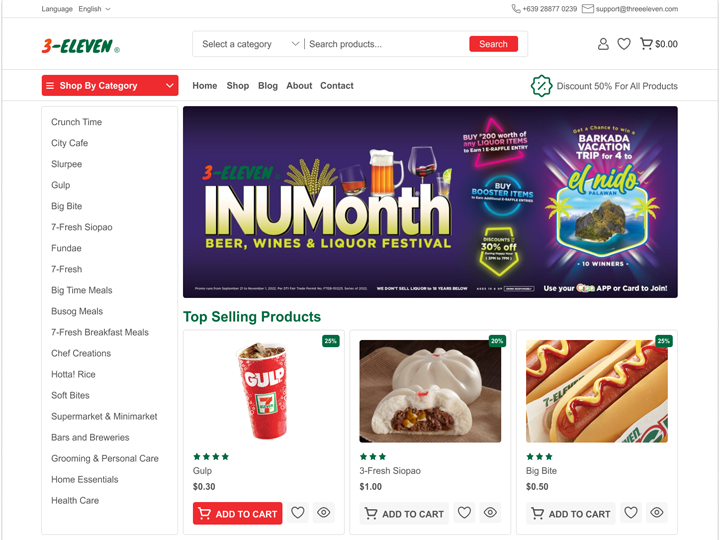 Language English +639 28877 0239 support@threeeleven.com
3-ELEVEN ®
Select a category Search products... Search $0.00
Shop By Category Home Shop Blog About Contact Discount 50% For All Products
Crunch Time
City Cafe
Slurpee
Gulp
Big Bite
7-Fresh Siopao
Fundae
7-Fresh
Big Time Meals
Busog Meals
7-Fresh Breakfast Meals
Chef Creations
Hotta! Rice
Soft Bites
Supermarket & Minimarket
Bars and Breweries
Grooming & Personal Care
Home Essentials
Health Care
3-ELEVEN
INUMonth
BEER, WINES & LIQUOR FESTIVAL
BUY ₱200 worth of
any LIQUOR ITEMS
to Earn 1 E-RAFFLE ENTRY
BUY
BOOSTER ITEMS
to Earn Additional E-RAFFLE ENTRIES
DISCOUNTS
30% off
Get a Chance to win a
BARKADA
VACATION
TRIP for 4 to
el nido
PALAWAN
10 WINNERS
WE DON'T SELL LIQUOR TO 18 YEARS BELOW
Use your APP or Card to Join!
Top Selling Products
25%
GULP
7
ELEVEN
Gulp
$0.30
ADD TO CART
20%
3-Fresh Siopao
$1.00
ADD TO CART
25%
7-ELEVEN
Big Bite
$0.50
ADD TO CART